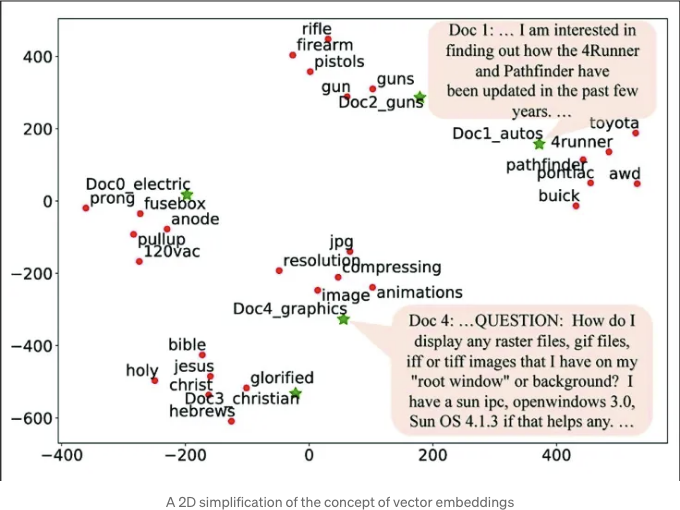 rifle
firearm
pistols
gun
guns
Doc2_guns
Doc 1: ... I am interested in
finding out how the 4Runner
and Pathfinder have
been updated in the past few
years. ...
Doc1_autos
toyota
4runner
pathfinder
pontiac
awd
buick
Doc0_electric
prong
fusebox
anode
pullup
120vac
jpg
resolution
compressing
image
animations
Doc4_graphics
Doc 4: ...QUESTION: How do I
display any raster files, gif files,
iff or tiff images that I have on my
"root window" or background? I
have a sun ipc, openwindows 3.0,
Sun OS 4.1.3 if that helps any. ...
bible
holy
jesus
christ
glorified
Doc3_christian
hebrews
400
200
0
−200
−400
−600
−400
−200
0
200
400
A 2D simplification of the concept of vector embeddings